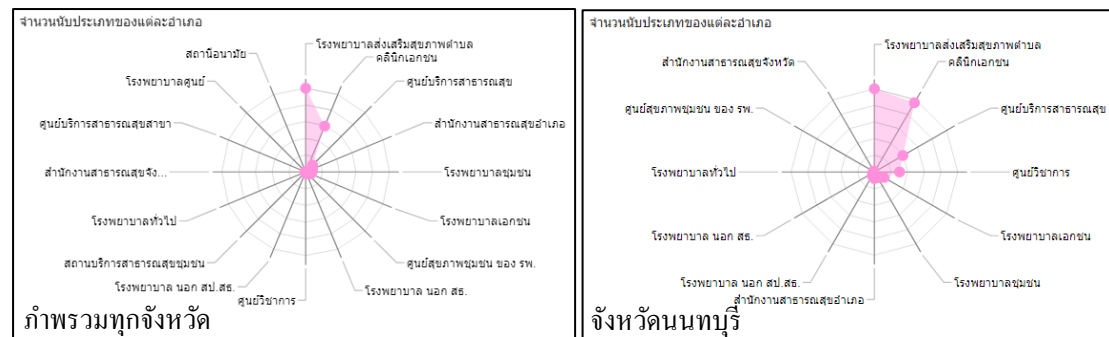 จำนวนนับประเภทของแต่ละอำเภอ
โรงพยาบาลส่งเสริมสุขภาพตำบล
คลินิกเอกชน
ศูนย์บริการสาธารณสุข
สำนักงานสาธารณสุขอำเภอ
โรงพยาบาลชุมชน
โรงพยาบาลเอกชน
ศูนย์สุขภาพชุมชน ของ รพ.
โรงพยาบาล นอก สธ.
ศูนย์วิชาการ
โรงพยาบาล นอก สป.สธ.
สถานบริการสาธารณสุขชุมชน
โรงพยาบาลทั่วไป
สำนักงานสาธารณสุขจัง...
ศูนย์บริการสาธารณสุขสาขา
โรงพยาบาลศูนย์
สถานีอนามัย
ภำพรวมทุกจังหวัด
จำนวนนับประเภทของแต่ละอำเภอ
โรงพยาบาลส่งเสริมสุขภาพตำบล
คลินิกเอกชน
ศูนย์บริการสาธารณสุข
ศูนย์วิชาการ
โรงพยาบาลเอกชน
โรงพยาบาลชุมชน
สำนักงานสาธารณสุขอำเภอ
โรงพยาบาล นอก สป.สธ.
โรงพยาบาล นอก สธ.
โรงพยาบาลทั่วไป
ศูนย์สุขภาพชุมชน ของ รพ.
สำนักงานสาธารณสุขจังหวัด
จังหวัดนนทบุรี